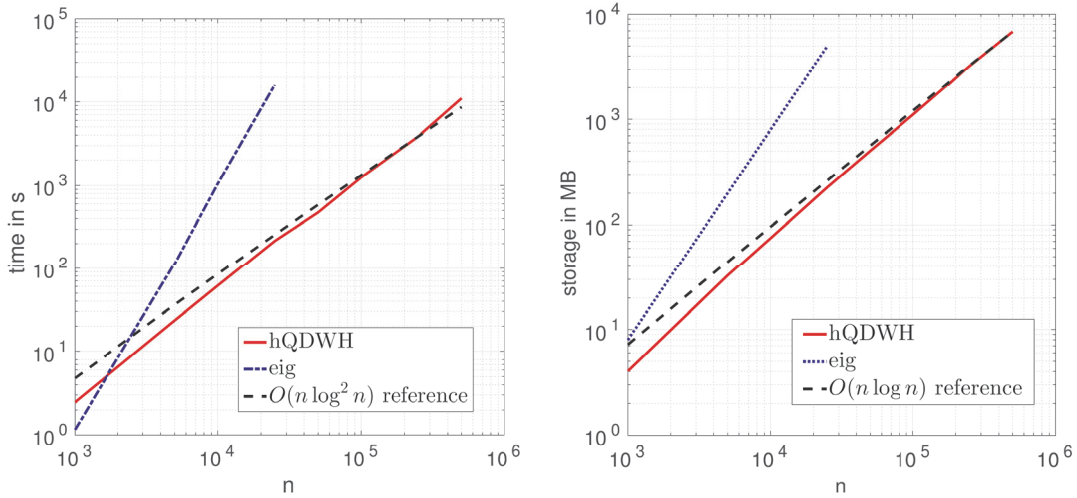 10^5
10^4
10^3
10^2
10^1
10^0
time in s
10^3
10^4
10^5
10^6
n
hQDWH
eig
O(n log^2 n) reference
10^4
10^3
10^2
10^1
10^0
storage in MB
10^3
10^4
10^5
10^6
n
hQDWH
eig
O(n log n) reference